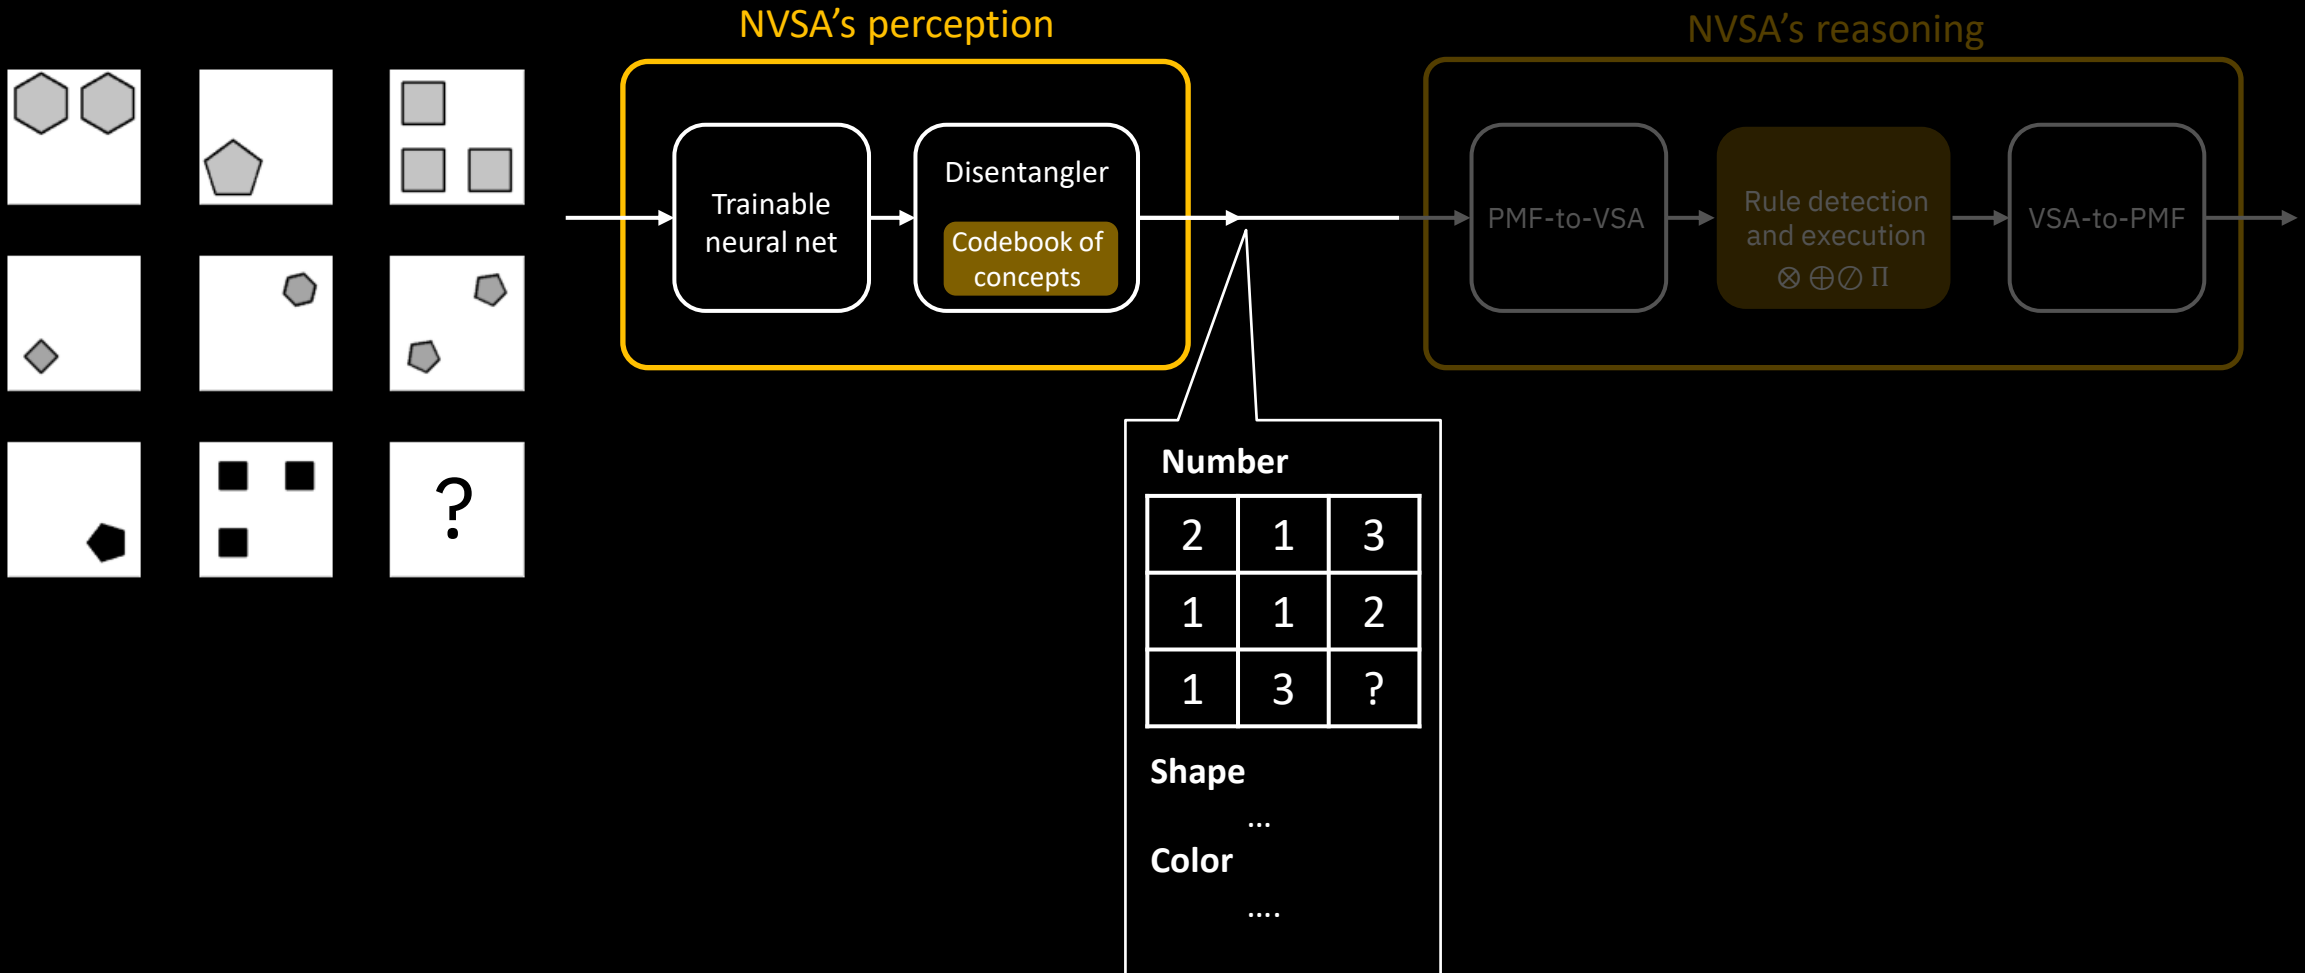 NVSA's perception
NVSA's reasoning
?
Trainable
neural net
Disentangler
Codebook of
concepts
PMF-to-VSA
Rule detection
and execution
⊗ ⊕ ⊘ Π
VSA-to-PMF
Number
2 1 3
1 1 2
1 3 ?
Shape
...
Color
....